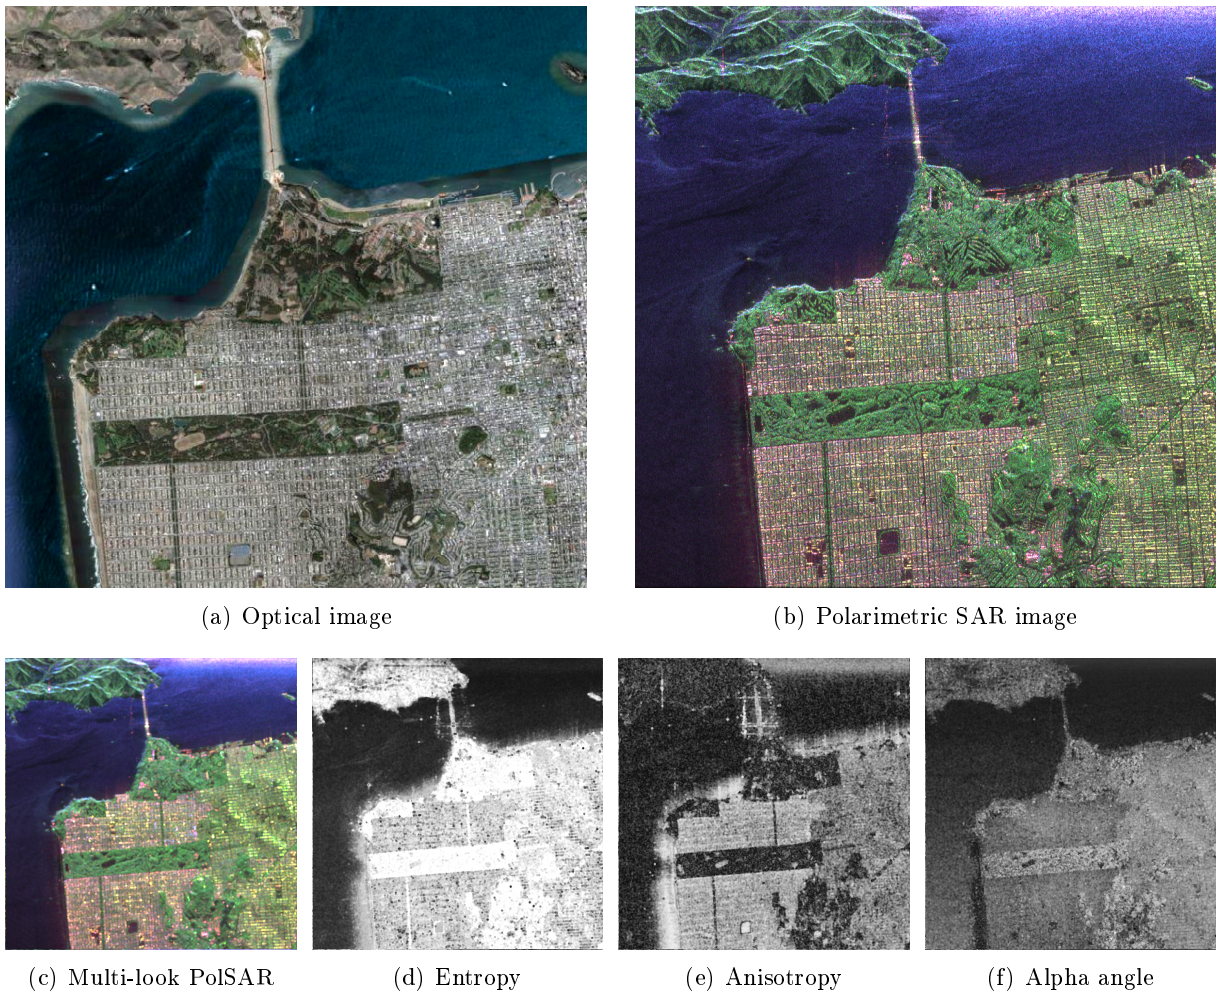 (a) Optical image
(b) Polarimetric SAR image
(c) Multi-look PolSAR
(d) Entropy
(e) Anisotropy
(f) Alpha angle